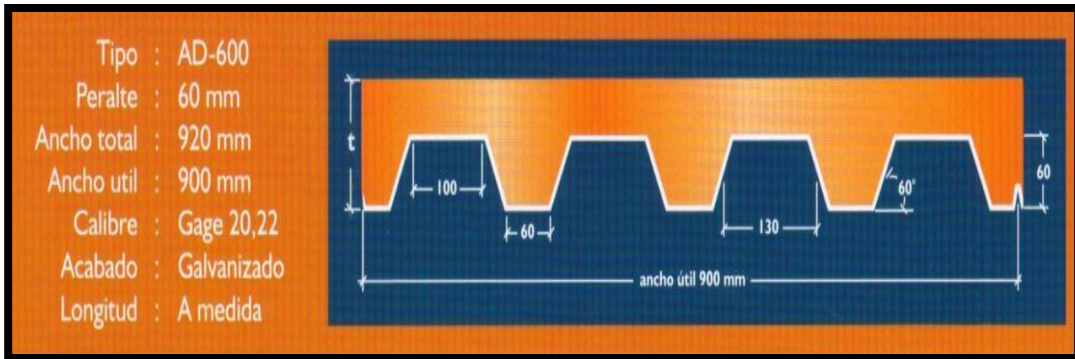 Tipo : AD-600
Peralte : 60 mm
Ancho total : 920 mm
Ancho util : 900 mm
Calibre : Gage 20,22
Acabado : Galvanizado
Longitud : A medida
t
100
60
130
60°
60
ancho útil 900 mm